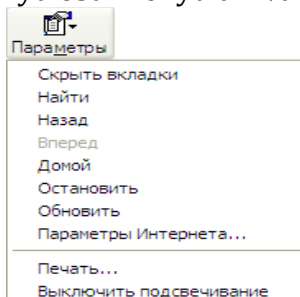 Параметры
Скрыть вкладки
Найти
Назад
Вперед
Домой
Остановить
Обновить
Параметры Интернета...
Печать...
Выключить подсвечивание